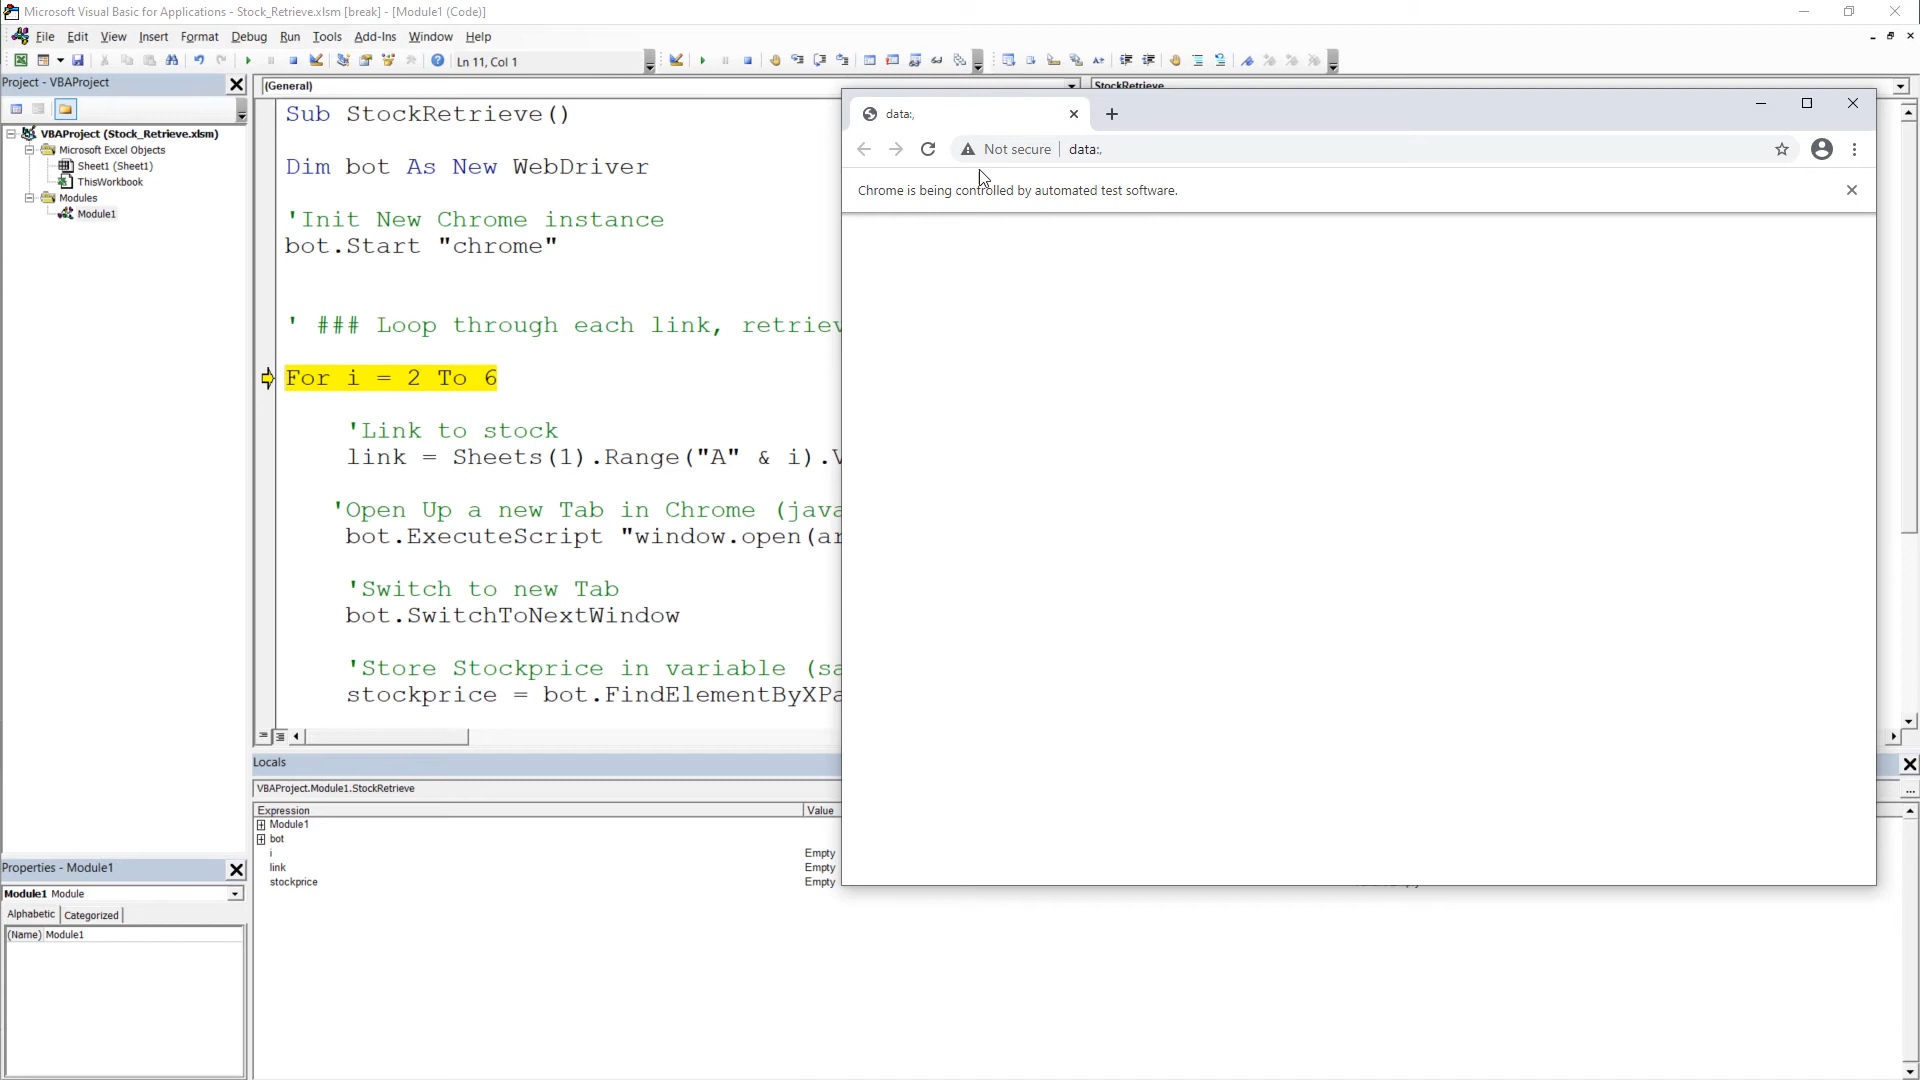 Microsoft Visual Basic for Applications - Stock_Retrieve.xlsm [break] - [Module1 (Code)]
File Edit View Insert Format Debug Run Tools Add-Ins Window Help
Ln 11, Col 1
Project - VBAProject
VBAProject (Stock_Retrieve.xlsm)
Microsoft Excel Objects
Sheet1 (Sheet1)
ThisWorkbook
Modules
Module1
(General)
StockRetrieve
Sub StockRetrieve()
Dim bot As New WebDriver
'Init New Chrome instance
bot.Start "chrome"
' ### Loop through each link, retriev
For i = 2 To 6
'Link to stock
link = Sheets(1).Range("A" & i).V
'Open Up a new Tab in Chrome (java
bot.ExecuteScript "window.open(ar
'Switch to new Tab
bot.SwitchToNextWindow
'Store Stockprice in variable (sa
stockprice = bot.FindElementByXPa
data:,
Not secure
data:,
Chrome is being controlled by automated test software.
Locals
VBAProject.Module1.StockRetrieve
Expression Value
Module1
bot
i Empty
link Empty
stockprice Empty
Properties - Module1
Module1 Module
Alphabetic Categorized
(Name) Module1